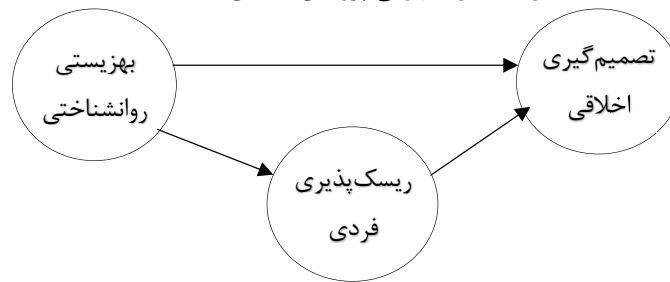 تصمیم‌گیری
اخلاقی
بهزیستی
روانشناختی
ریسک‌پذیری
فردی